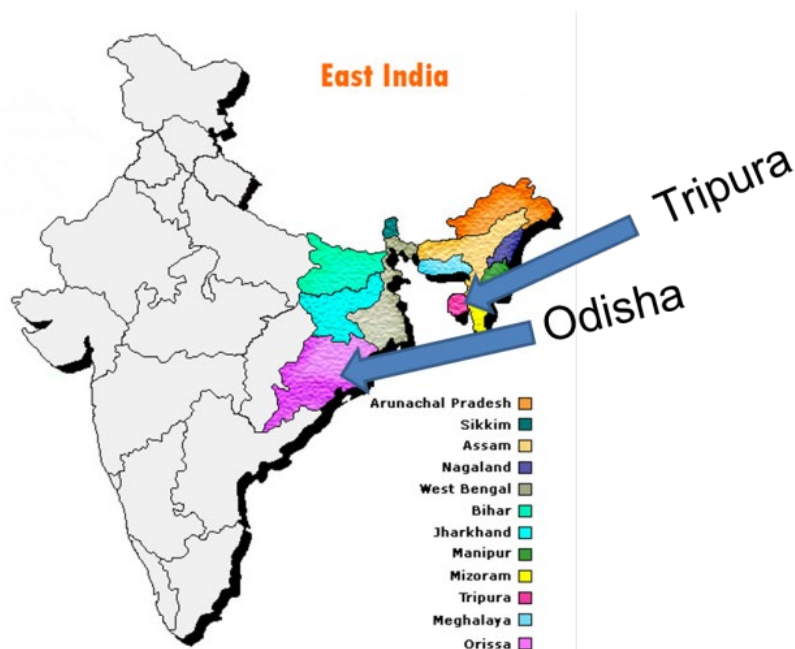 East India
Tripura
Odisha
Arunachal Pradesh
Sikkim
Assam
Nagaland
West Bengal
Bihar
Jharkhand
Manipur
Mizoram
Tripura
Meghalaya
Orissa